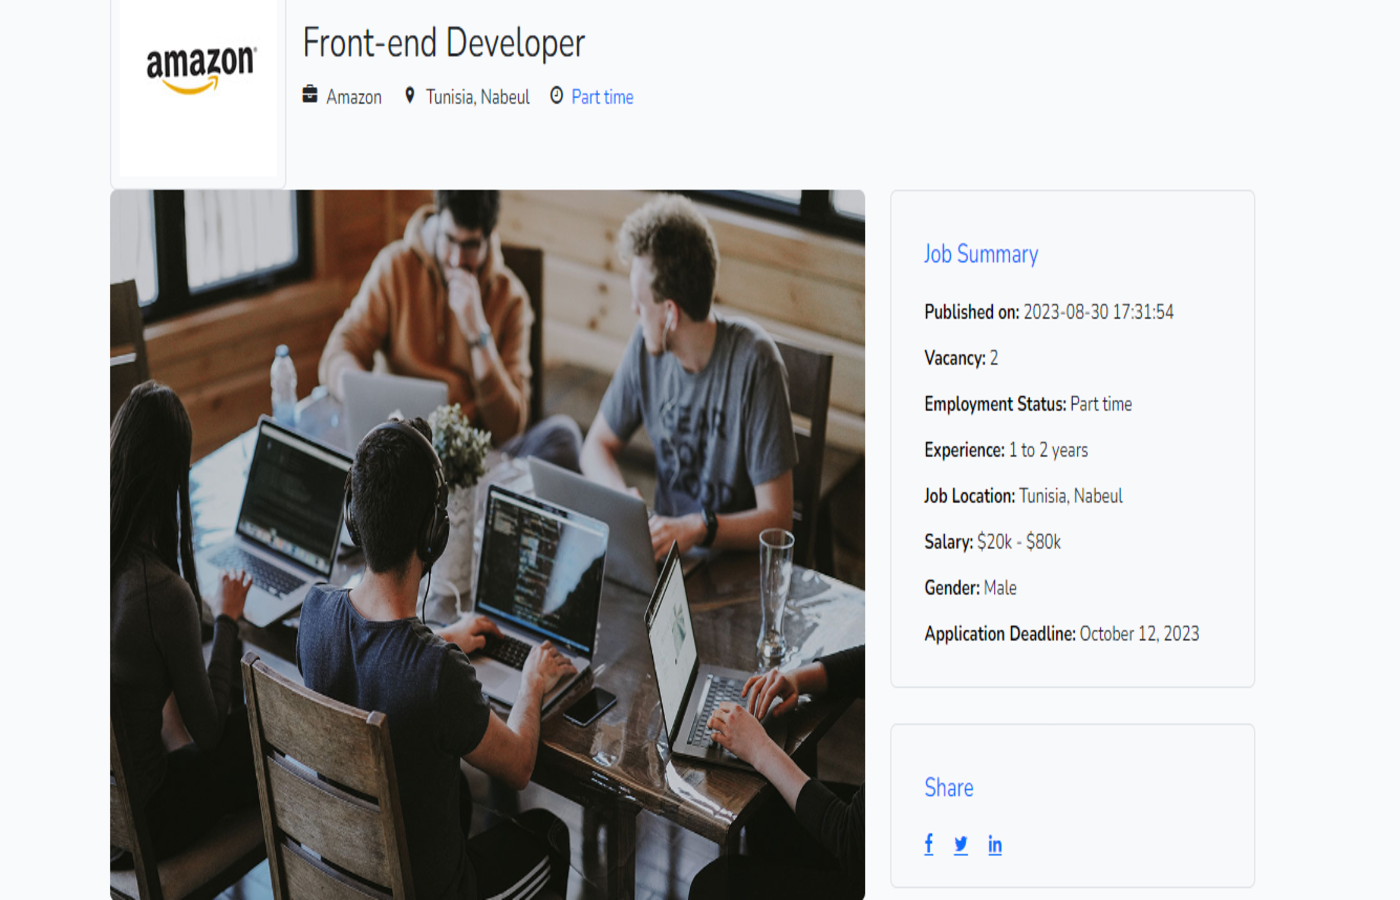 amazon
Front-end Developer
Amazon Tunisia, Nabeul Part time
Job Summary
Published on: 2023-08-30 17:31:54
Vacancy: 2
Employment Status: Part time
Experience: 1 to 2 years
Job Location: Tunisia, Nabeul
Salary: $20k - $80k
Gender: Male
Application Deadline: October 12, 2023
Share